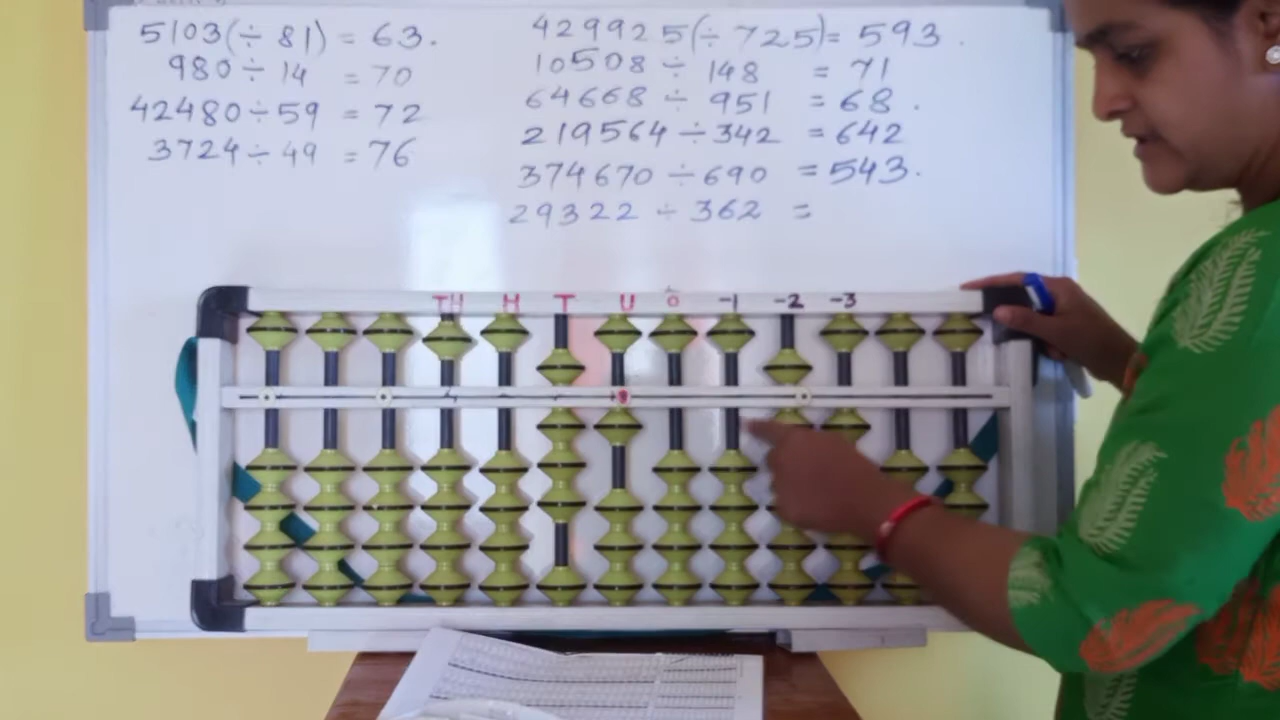 5103(÷ 81) = 63.
980 ÷ 14 = 70
42480 ÷ 59 = 72
3724 ÷ 49 = 76
429925(÷ 725) = 593.
10508 ÷ 148 = 71
64668 ÷ 951 = 68.
219564 ÷ 342 = 642
374670 ÷ 690 = 543.
29322 ÷ 362 =
TH H T U 0 -1 -2 -3